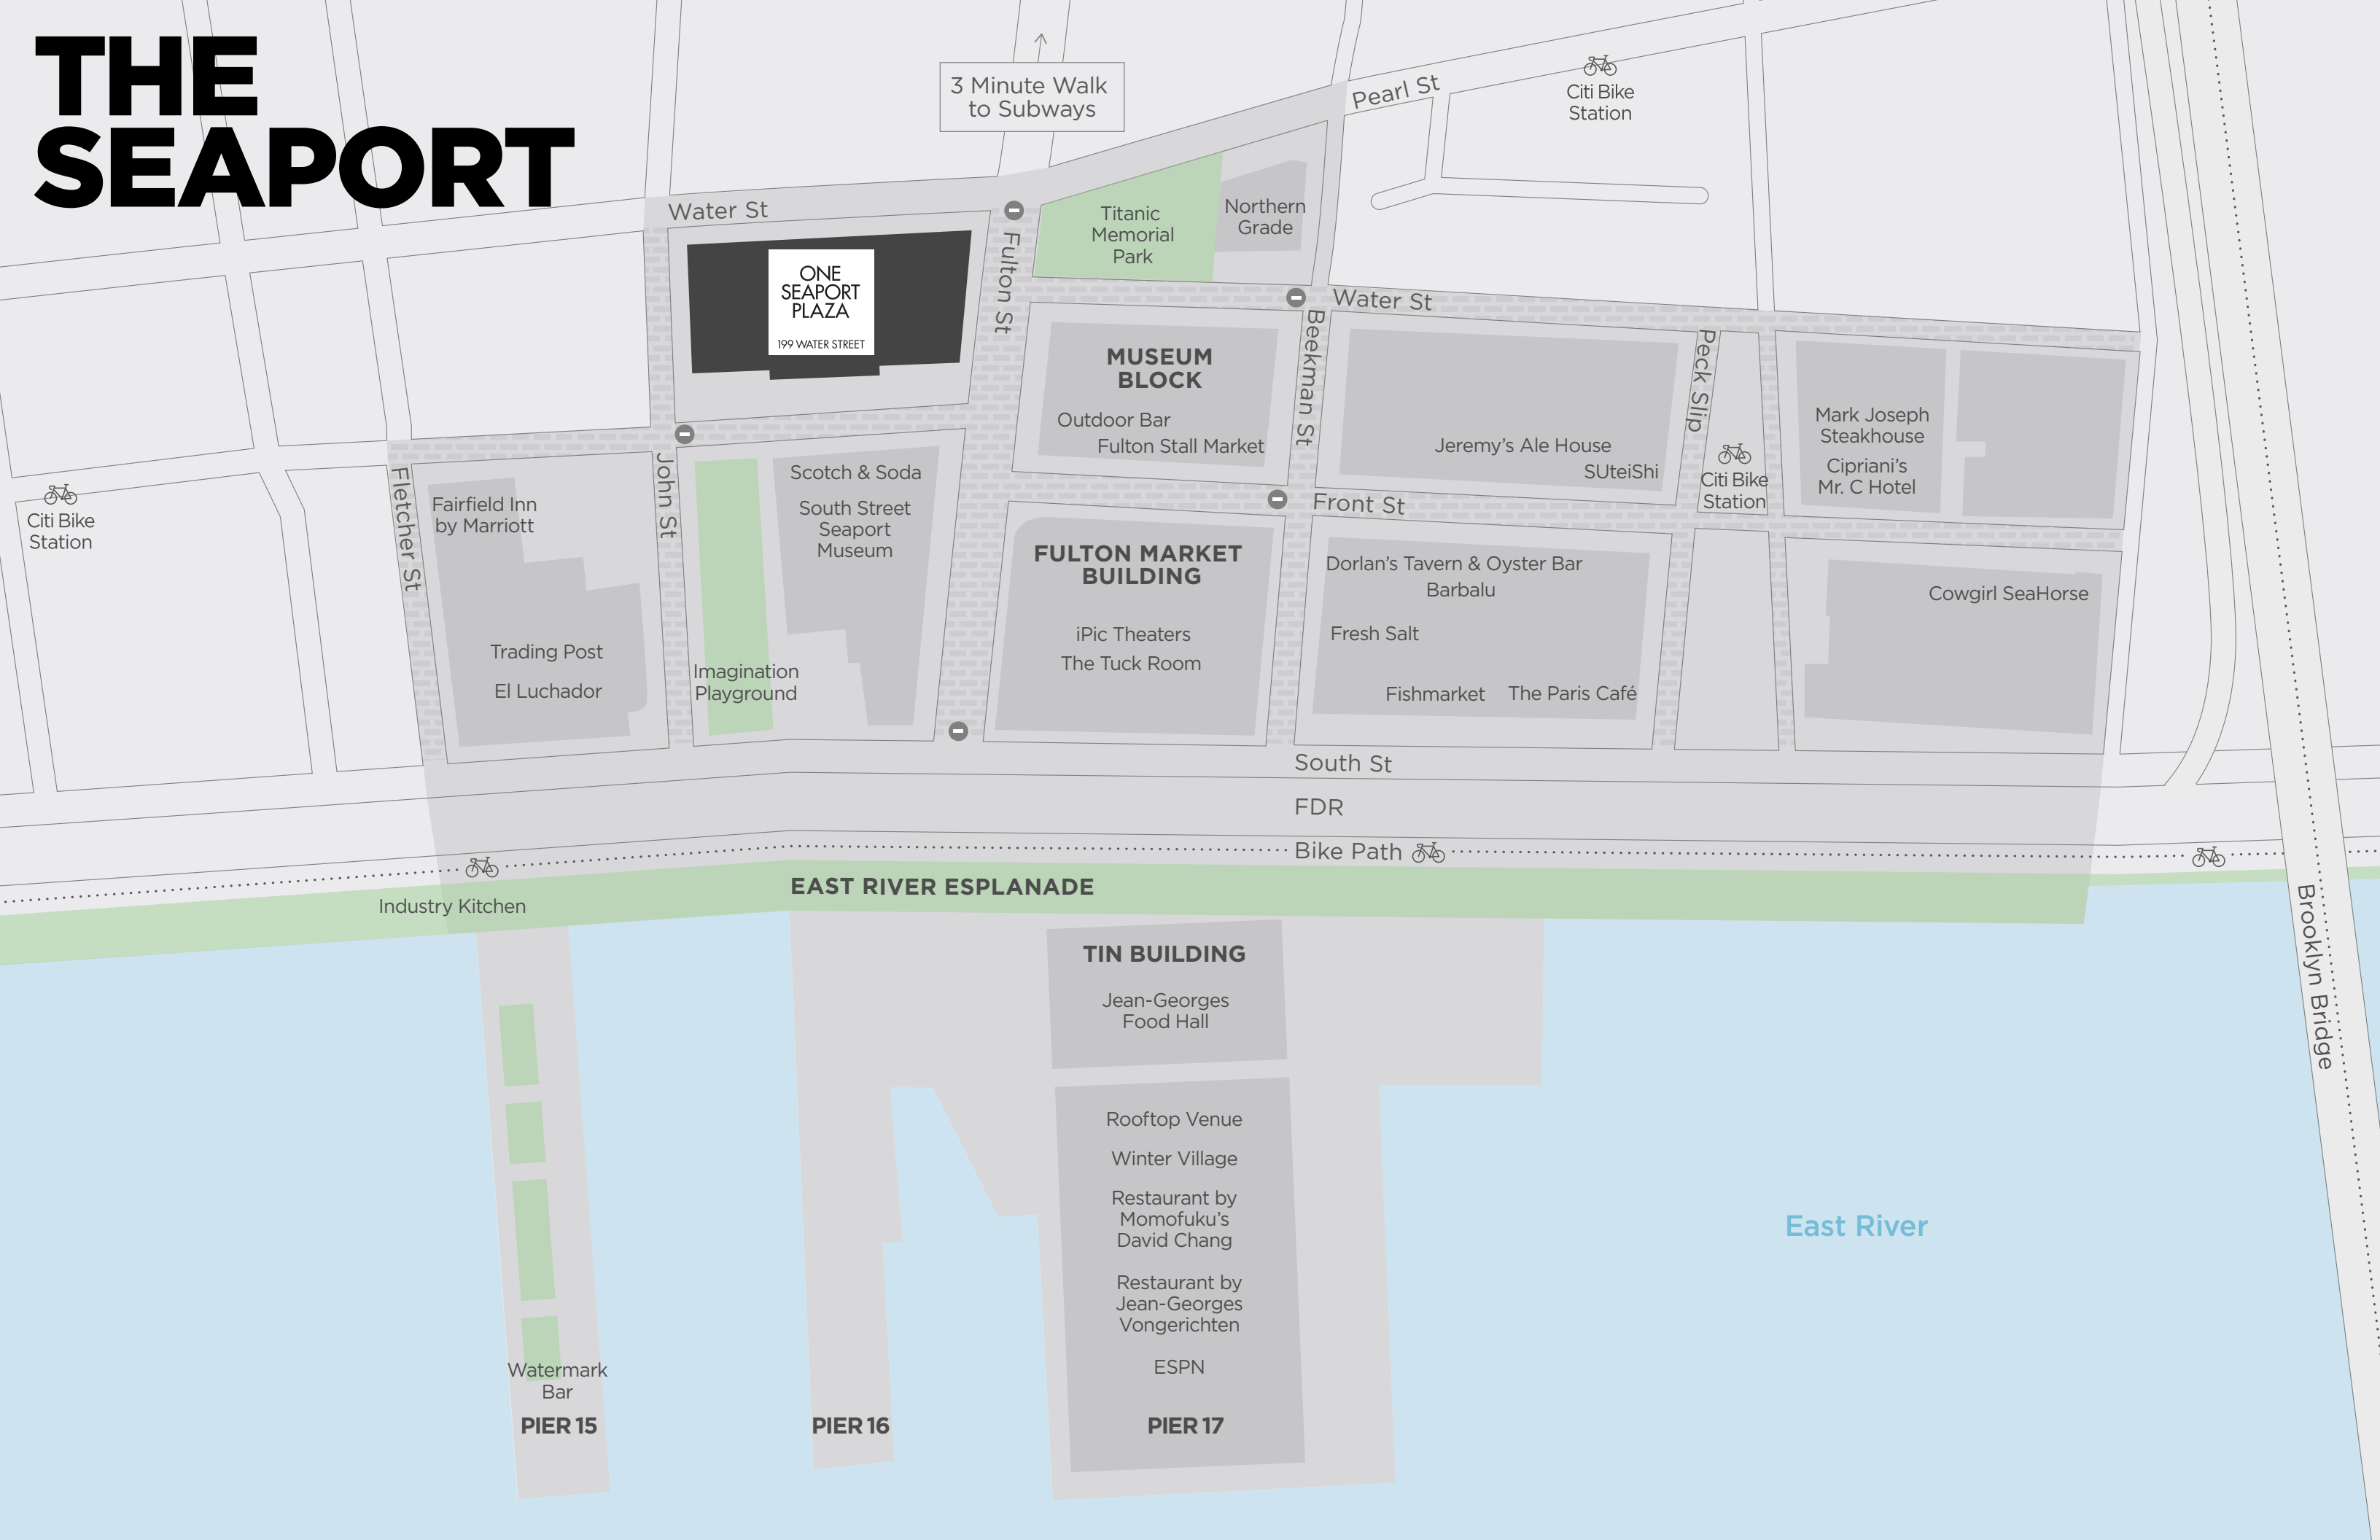 THE
SEAPORT
3 Minute Walk
to Subways
Pearl St
Citi Bike
Station
Water St
Titanic
Memorial
Park
Northern
Grade
ONE
SEAPORT
PLAZA
199 WATER STREET
Fulton St
Water St
Beekman St
Peck Slip
MUSEUM
BLOCK
Outdoor Bar
Fulton Stall Market
Jeremy’s Ale House
SUteiShi
Citi Bike
Station
Mark Joseph
Steakhouse
Cipriani’s
Mr. C Hotel
Citi Bike
Station
Fletcher St
Fairfield Inn
by Marriott
Trading Post
El Luchador
John St
Imagination
Playground
Scotch & Soda
South Street
Seaport
Museum
Front St
FULTON MARKET
BUILDING
iPic Theaters
The Tuck Room
Dorlan’s Tavern & Oyster Bar
Barbalu
Fresh Salt
Fishmarket
The Paris Café
Cowgirl SeaHorse
South St
FDR
Bike Path
EAST RIVER ESPLANADE
Industry Kitchen
Brooklyn Bridge
TIN BUILDING
Jean-Georges
Food Hall
Rooftop Venue
Winter Village
Restaurant by
Momofuku’s
David Chang
Restaurant by
Jean-Georges
Vongerichten
ESPN
PIER 17
East River
Watermark
Bar
PIER 15
PIER 16